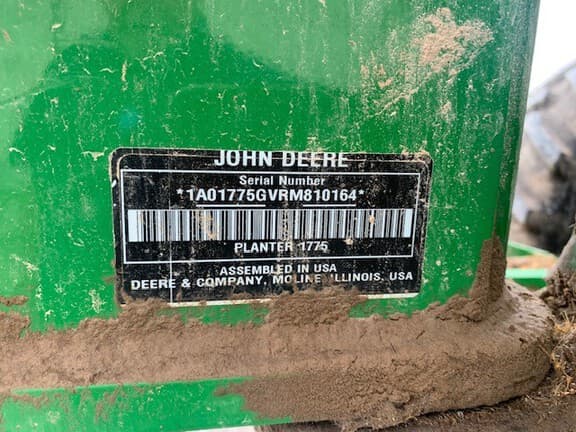 JOHN DEERE
Serial Number
*1A01775GVRM810164*
PLANTER 1775
ASSEMBLED IN USA
DEERE & COMPANY, MOLINE, ILLINOIS, USA